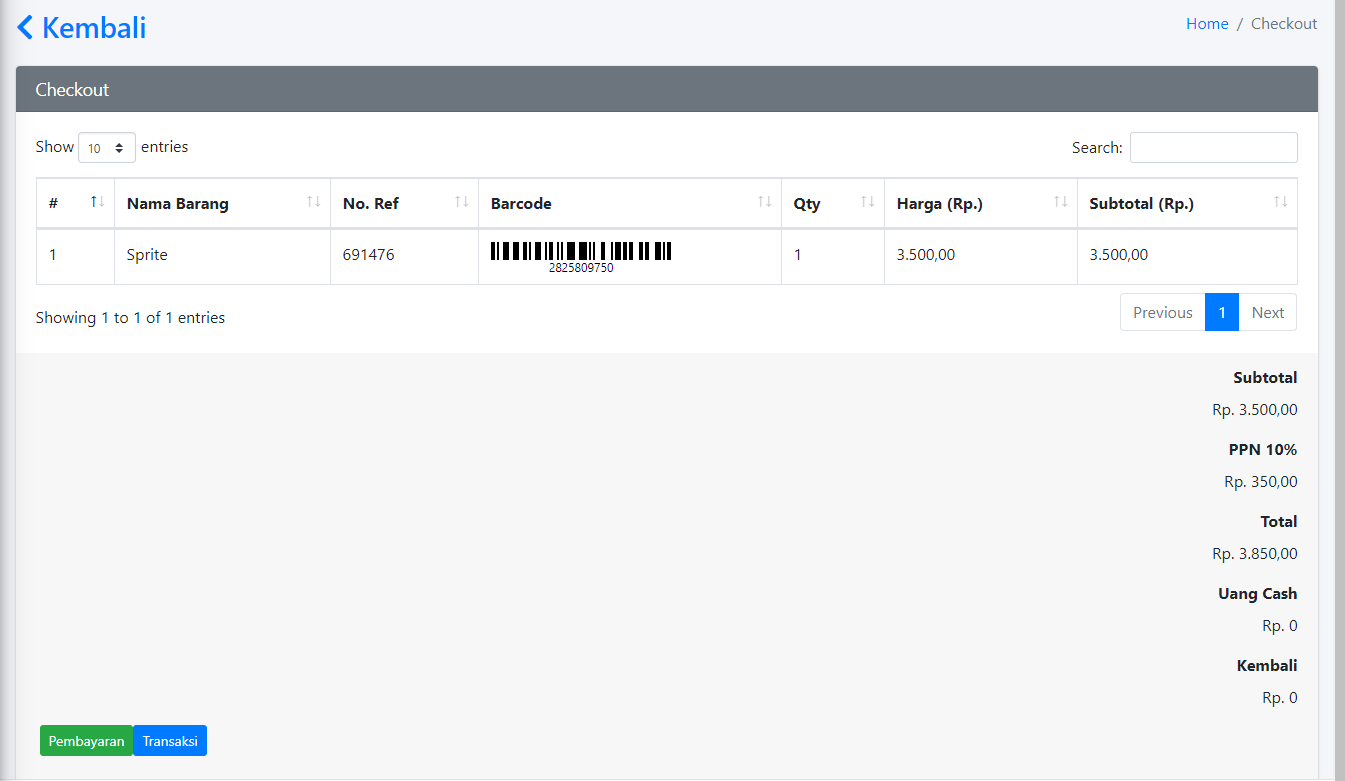 Kembali
Home / Checkout
Checkout
Show 10 entries
Search:
# Nama Barang No. Ref Barcode Qty Harga (Rp.) Subtotal (Rp.)
1 Sprite 691476 2825809750 1 3.500,00 3.500,00
Showing 1 to 1 of 1 entries
Previous 1 Next
Subtotal
Rp. 3.500,00
PPN 10%
Rp. 350,00
Total
Rp. 3.850,00
Uang Cash
Rp. 0
Kembali
Rp. 0
Pembayaran Transaksi